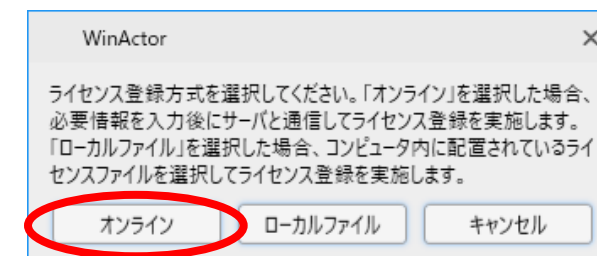 WinActor
ライセンス登録方式を選択してください。「オンライン」を選択した場合、
必要情報を入力後にサーバと通信してライセンス登録を実施します。
「ローカルファイル」を選択した場合、コンピュータ内に配置されているライ
センスファイルを選択してライセンス登録を実施します。
オンライン ローカルファイル キャンセル